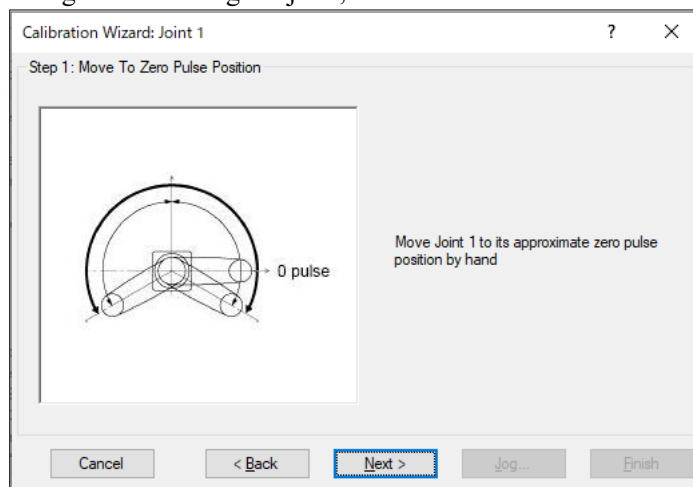 Calibration Wizard: Joint 1
? ×
Step 1: Move To Zero Pulse Position
0 pulse
Move Joint 1 to its approximate zero pulse
position by hand
Cancel
< Back
Next >
Jog...
Finish